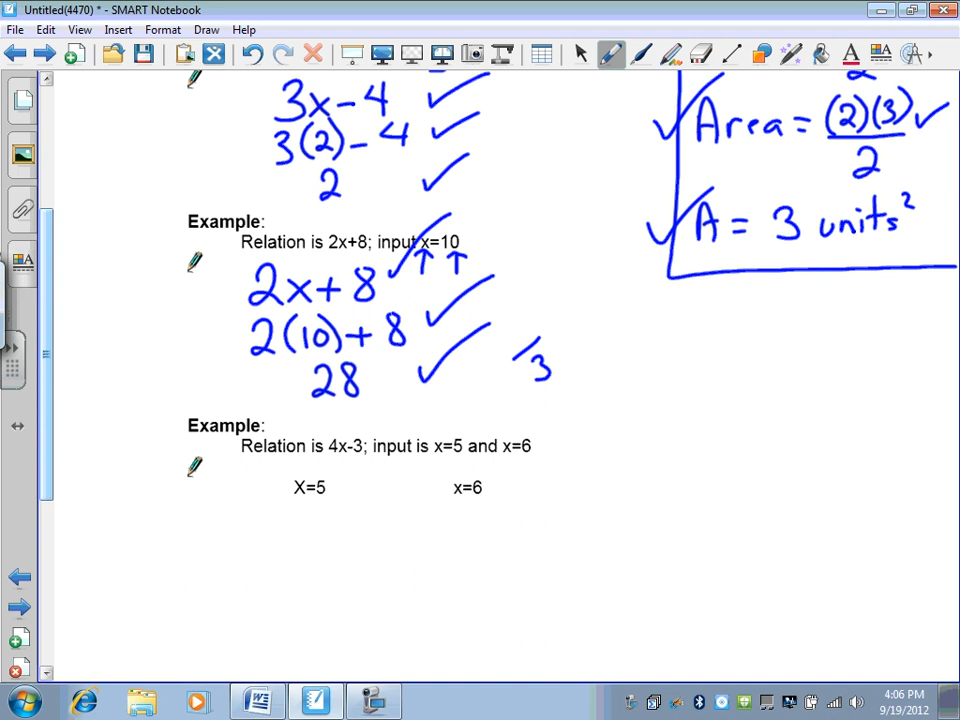 Untitled(4470) * - SMART Notebook
File Edit View Insert Format Draw Help
3x-4
3(2)-4
2
Example:
Relation is 2x+8; input x=10
2x+8
2(10)+8
28
/3
Example:
Relation is 4x-3; input is x=5 and x=6
X=5 x=6
2
Area = (2)(3)
2
A = 3 units²
4:06 PM
9/19/2012